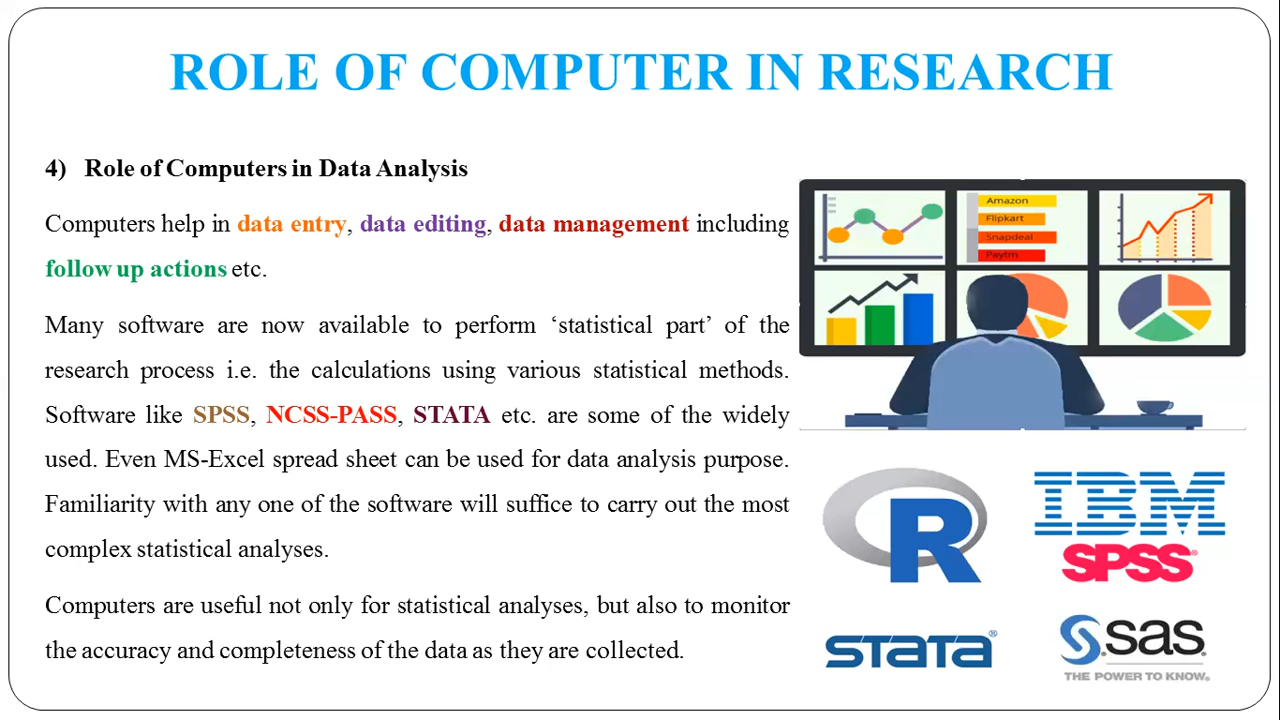 ROLE OF COMPUTER IN RESEARCH
4) Role of Computers in Data Analysis
Computers help in data entry, data editing, data management including
follow up actions etc.
Many software are now available to perform ‘statistical part’ of the
research process i.e. the calculations using various statistical methods.
Software like SPSS, NCSS-PASS, STATA etc. are some of the widely
used. Even MS-Excel spread sheet can be used for data analysis purpose.
Familiarity with any one of the software will suffice to carry out the most
complex statistical analyses.
Computers are useful not only for statistical analyses, but also to monitor
the accuracy and completeness of the data as they are collected.
Amazon
Flipkart
Snapdeal
Paytm
R
IBM
SPSS®
STATA®
sas®
THE POWER TO KNOW®